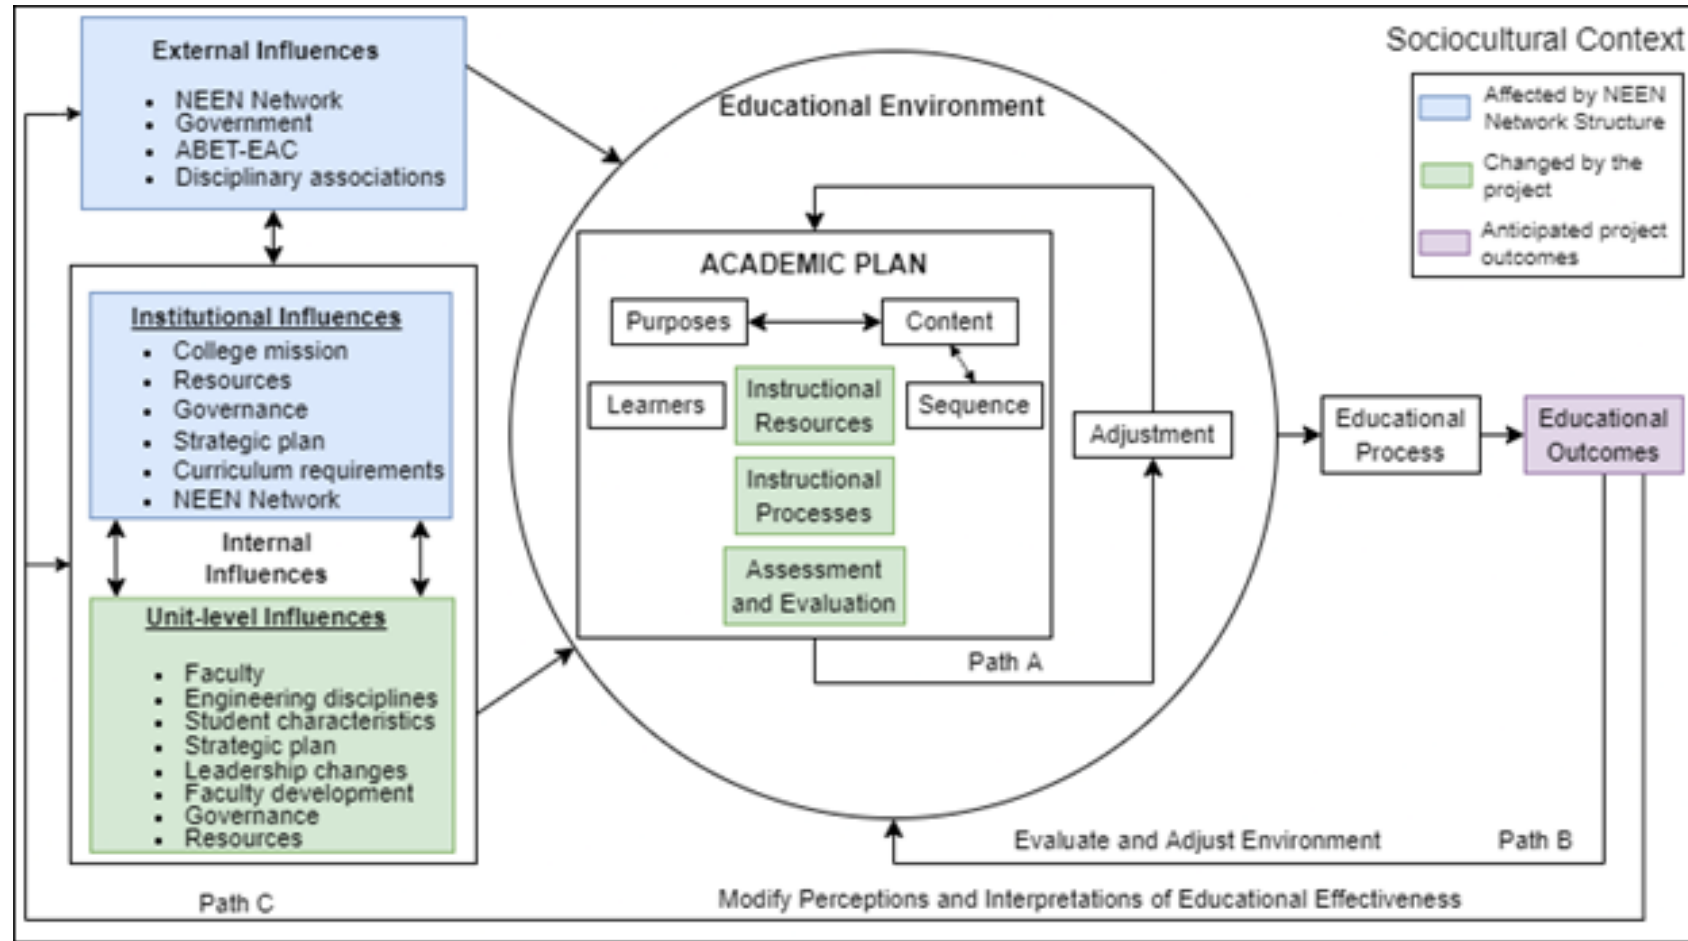 External Influences
• NEEN Network
• Government
• ABET-EAC
• Disciplinary associations
Institutional Influences
• College mission
• Resources
• Governance
• Strategic plan
• Curriculum requirements
• NEEN Network
Internal
Influences
Unit-level Influences
• Faculty
• Engineering disciplines
• Student characteristics
• Strategic plan
• Leadership changes
• Faculty development
• Governance
• Resources
Path C
Educational Environment
ACADEMIC PLAN
Purposes
Content
Learners
Instructional
Resources
Sequence
Instructional
Processes
Assessment
and Evaluation
Adjustment
Path A
Sociocultural Context
Affected by NEEN
Network Structure
Changed by the
project
Anticipated project
outcomes
Educational
Process
Educational
Outcomes
Evaluate and Adjust Environment
Path B
Modify Perceptions and Interpretations of Educational Effectiveness